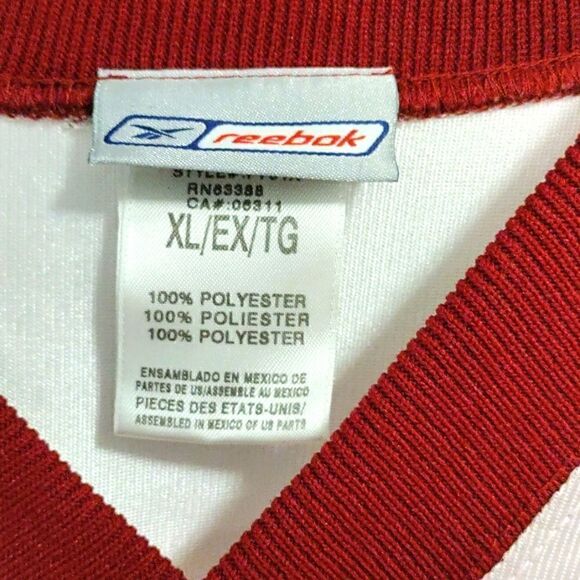 reebok
STYLE#:
RN63388
CA#:06311
XL/EX/TG
100% POLYESTER
100% POLIESTER
100% POLYESTER
ENSAMBLADO EN MEXICO DE
PARTES DE US/ASSEMBLE AU MEXICO
PIECES DES ETATS-UNIS/
ASSEMBLED IN MEXICO OF US PARTS